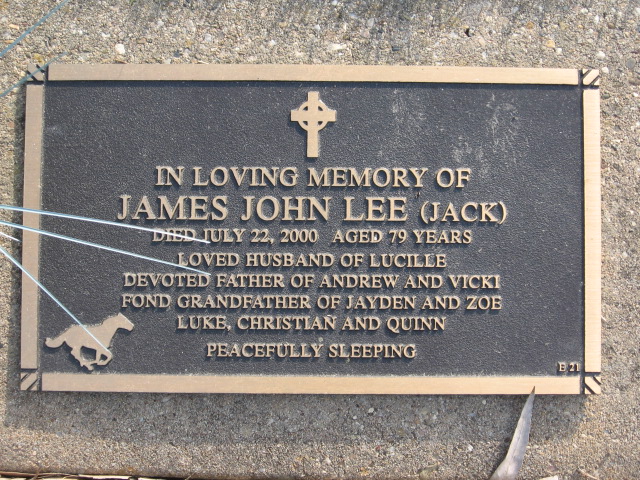 IN LOVING MEMORY OF
JAMES JOHN LEE (JACK)
DIED JULY 22, 2000 AGED 79 YEARS
LOVED HUSBAND OF LUCILLE
DEVOTED FATHER OF ANDREW AND VICKI
FOND GRANDFATHER OF JAYDEN AND ZOE
LUKE, CHRISTIAN AND QUINN
PEACEFULLY SLEEPING
E 21